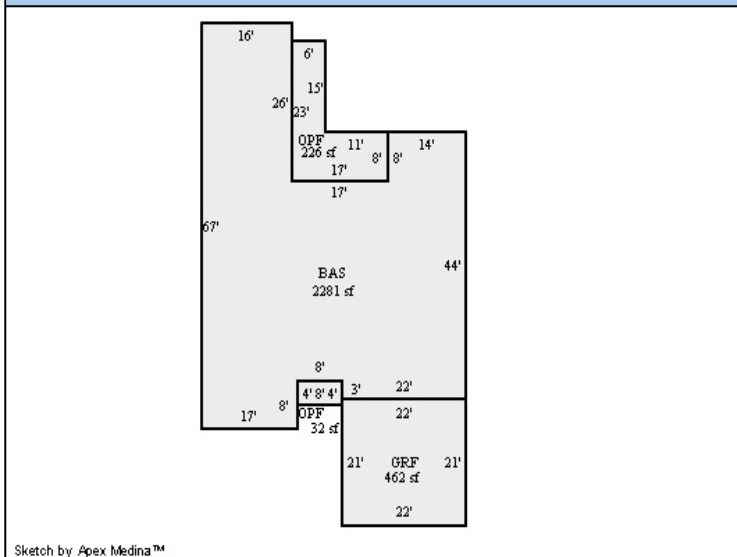 16'
6'
15'
26' 23'
OPF 11' 14'
226 sf 8' 8'
17'
17'
67'
44'
BAS
2281 sf
8'
4' 8' 4' 3' 22'
8' OPF 22'
17' 32 sf
21' GRF 21'
462 sf
22'
Sketch by Apex Medina™